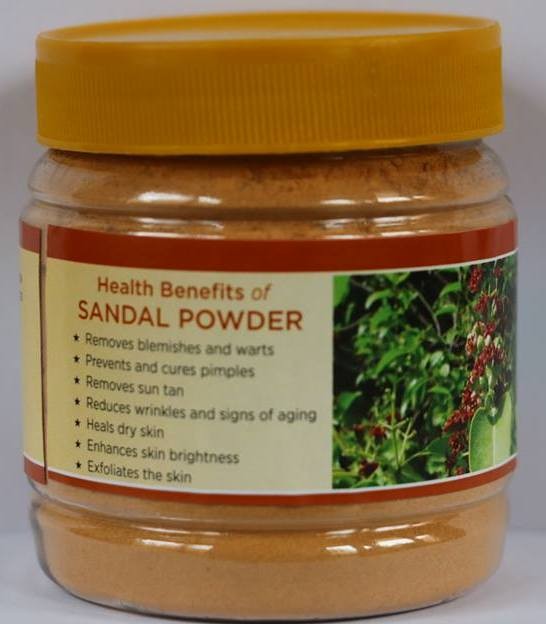 Health Benefits of
SANDAL POWDER
★ Removes blemishes and warts
★ Prevents and cures pimples
★ Removes sun tan
★ Reduces wrinkles and signs of aging
★ Heals dry skin
★ Enhances skin brightness
★ Exfoliates the skin